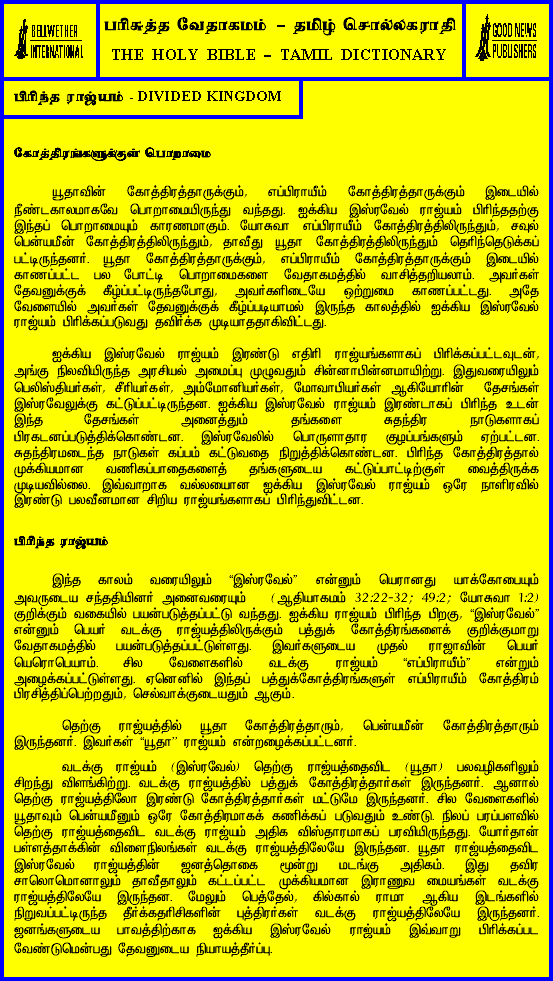 BELLWETHER
INTERNATIONAL
பரிசுத்த வேதாகமம் - தமிழ் சொல்லகராதி
THE HOLY BIBLE - TAMIL DICTIONARY
GOOD NEWS
PUBLISHERS
பிரிந்த ராஜ்யம் - DIVIDED KINGDOM
கோத்திரங்களுக்குள் பொறாமை
யூதாவின் கோத்திரத்தாருக்கும், எப்பிராயீம் கோத்திரத்தாருக்கும் இடையில்
நீண்டகாலமாகவே பொறாமையிருந்து வந்தது. ஐக்கிய இஸ்ரவேல் ராஜ்யம் பிரிந்ததற்கு
இந்தப் பொறாமையும் காரணமாகும். யோசுவா எப்பிராயீம் கோத்திரத்திலிருந்தும், சவுல்
பென்யமீன் கோத்திரத்திலிருந்தும், தாவீது யூதா கோத்திரத்திலிருந்தும் தெரிந்தெடுக்கப்
பட்டிருந்தனர். யூதா கோத்திரத்தாருக்கும், எப்பிராயீம் கோத்திரத்தாருக்கும் இடையில்
காணப்பட்ட பல போட்டி பொறாமைகளை வேதாகமத்தில் வாசித்தறியலாம். அவர்கள்
தேவனுக்குக் கீழ்ப்பட்டிருந்தபோது, அவர்களிடையே ஒற்றுமை காணப்பட்டது. அதே
வேளையில் அவர்கள் தேவனுக்குக் கீழ்ப்படியாமல் இருந்த காலத்தில் ஐக்கிய இஸ்ரவேல்
ராஜ்யம் பிரிக்கப்படுவது தவிர்க்க முடியாததாகிவிட்டது.
ஐக்கிய இஸ்ரவேல் ராஜ்யம் இரண்டு எதிரி ராஜ்யங்களாகப் பிரிக்கப்பட்டவுடன்,
அங்கு நிலவியிருந்த அரசியல் அமைப்பு முழுவதும் சின்னாபின்னமாயிற்று. இதுவரையிலும்
பெலிஸ்தியர்கள், சீரியர்கள், அம்மோனியர்கள், மோவாபியர்கள் ஆகியோரின் தேசங்கள்
இஸ்ரவேலுக்கு கட்டுப்பட்டிருந்தன. ஐக்கிய இஸ்ரவேல் ராஜ்யம் இரண்டாகப் பிரிந்த உடன்
இந்த தேசங்கள் அனைத்தும் தங்களை சுதந்திர நாடுகளாகப்
பிரகடனப்படுத்திக்கொண்டன. இஸ்ரவேலில் பொருளாதார குழப்பங்களும் ஏற்பட்டன.
சுதந்திரமடைந்த நாடுகள் கப்பம் கட்டுவதை நிறுத்திக்கொண்டன. பிரிந்த கோத்திரத்தால்
முக்கியமான வணிகப்பாதைகளைத் தங்களுடைய கட்டுப்பாட்டிற்குள் வைத்திருக்க
முடியவில்லை. இவ்வாறாக வல்லமையான ஐக்கிய இஸ்ரவேல் ராஜ்யம் ஒரே நாளிரவில்
இரண்டு பலவீனமான சிறிய ராஜ்யங்களாகப் பிரிந்துவிட்டன.
பிரிந்த ராஜ்யம்
இந்த காலம் வரையிலும் "இஸ்ரவேல்" என்னும் பெயரானது யாக்கோபையும்
அவருடைய சந்ததியினர் அனைவரையும் (ஆதியாகமம் 32:22-32; 49:2; யோசுவா 1:2)
குறிக்கும் வகையில் பயன்படுத்தப்பட்டு வந்தது. ஐக்கிய ராஜ்யம் பிரிந்த பிறகு, "இஸ்ரவேல்"
என்னும் பெயர் வடக்கு ராஜ்யத்திலிருக்கும் பத்துக் கோத்திரங்களைக் குறிக்குமாறு
வேதாகமத்தில் பயன்படுத்தப்பட்டுள்ளது. இவர்களுடைய முதல் ராஜாவின் பெயர்
யெரொபெயாம். சில வேளைகளில் வடக்கு ராஜ்யம் "எப்பிராயீம்" என்றும்
அழைக்கப்பட்டுள்ளது. ஏனெனில் இந்தப் பத்துக்கோத்திரங்களுள் எப்பிராயீம் கோத்திரம்
பிரசித்திப்பெற்றதும், செல்வாக்குடையதும் ஆகும்.
தெற்கு ராஜ்யத்தில் யூதா கோத்திரத்தாரும், பென்யமீன் கோத்திரத்தாரும்
இருந்தனர். இவர்கள் "யூதா" ராஜ்யம் என்றழைக்கப்பட்டனர்.
வடக்கு ராஜ்யம் (இஸ்ரவேல்) தெற்கு ராஜ்யத்தைவிட (யூதா) பலவழிகளிலும்
சிறந்து விளங்கிற்று. வடக்கு ராஜ்யத்தில் பத்துக் கோத்திரத்தார்கள் இருந்தனர். ஆனால்
தெற்கு ராஜ்யத்திலோ இரண்டு கோத்திரத்தார்கள் மட்டுமே இருந்தனர். சில வேளைகளில்
யூதாவும் பென்யமீனும் ஒரே கோத்திரமாகக் கணிக்கப் படுவதும் உண்டு. நிலப் பரப்பளவில்
தெற்கு ராஜ்யத்தைவிட வடக்கு ராஜ்யம் அதிக விஸ்தாரமாகப் பரவியிருந்தது. யோர்தான்
பள்ளத்தாக்கின் விளைநிலங்கள் வடக்கு ராஜ்யத்திலேயே இருந்தன. யூதா ராஜ்யத்தைவிட
இஸ்ரவேல் ராஜ்யத்தின் ஜனத்தொகை மூன்று மடங்கு அதிகம். இது தவிர
சாலொமொனாலும் தாவீதாலும் கட்டப்பட்ட முக்கியமான இராணுவ மையங்கள் வடக்கு
ராஜ்யத்திலேயே இருந்தன. மேலும் பெத்தேல், கில்கால் ராமா ஆகிய இடங்களில்
நிறுவப்பட்டிருந்த தீர்க்கதரிசிகளின் புத்திரர்கள் வடக்கு ராஜ்யத்திலேயே இருந்தனர்.
ஜனங்களுடைய பாவத்திற்காக ஐக்கிய இஸ்ரவேல் ராஜ்யம் இவ்வாறு பிரிக்கப்பட
வேண்டுமென்பது தேவனுடைய நியாயத்தீர்ப்பு.